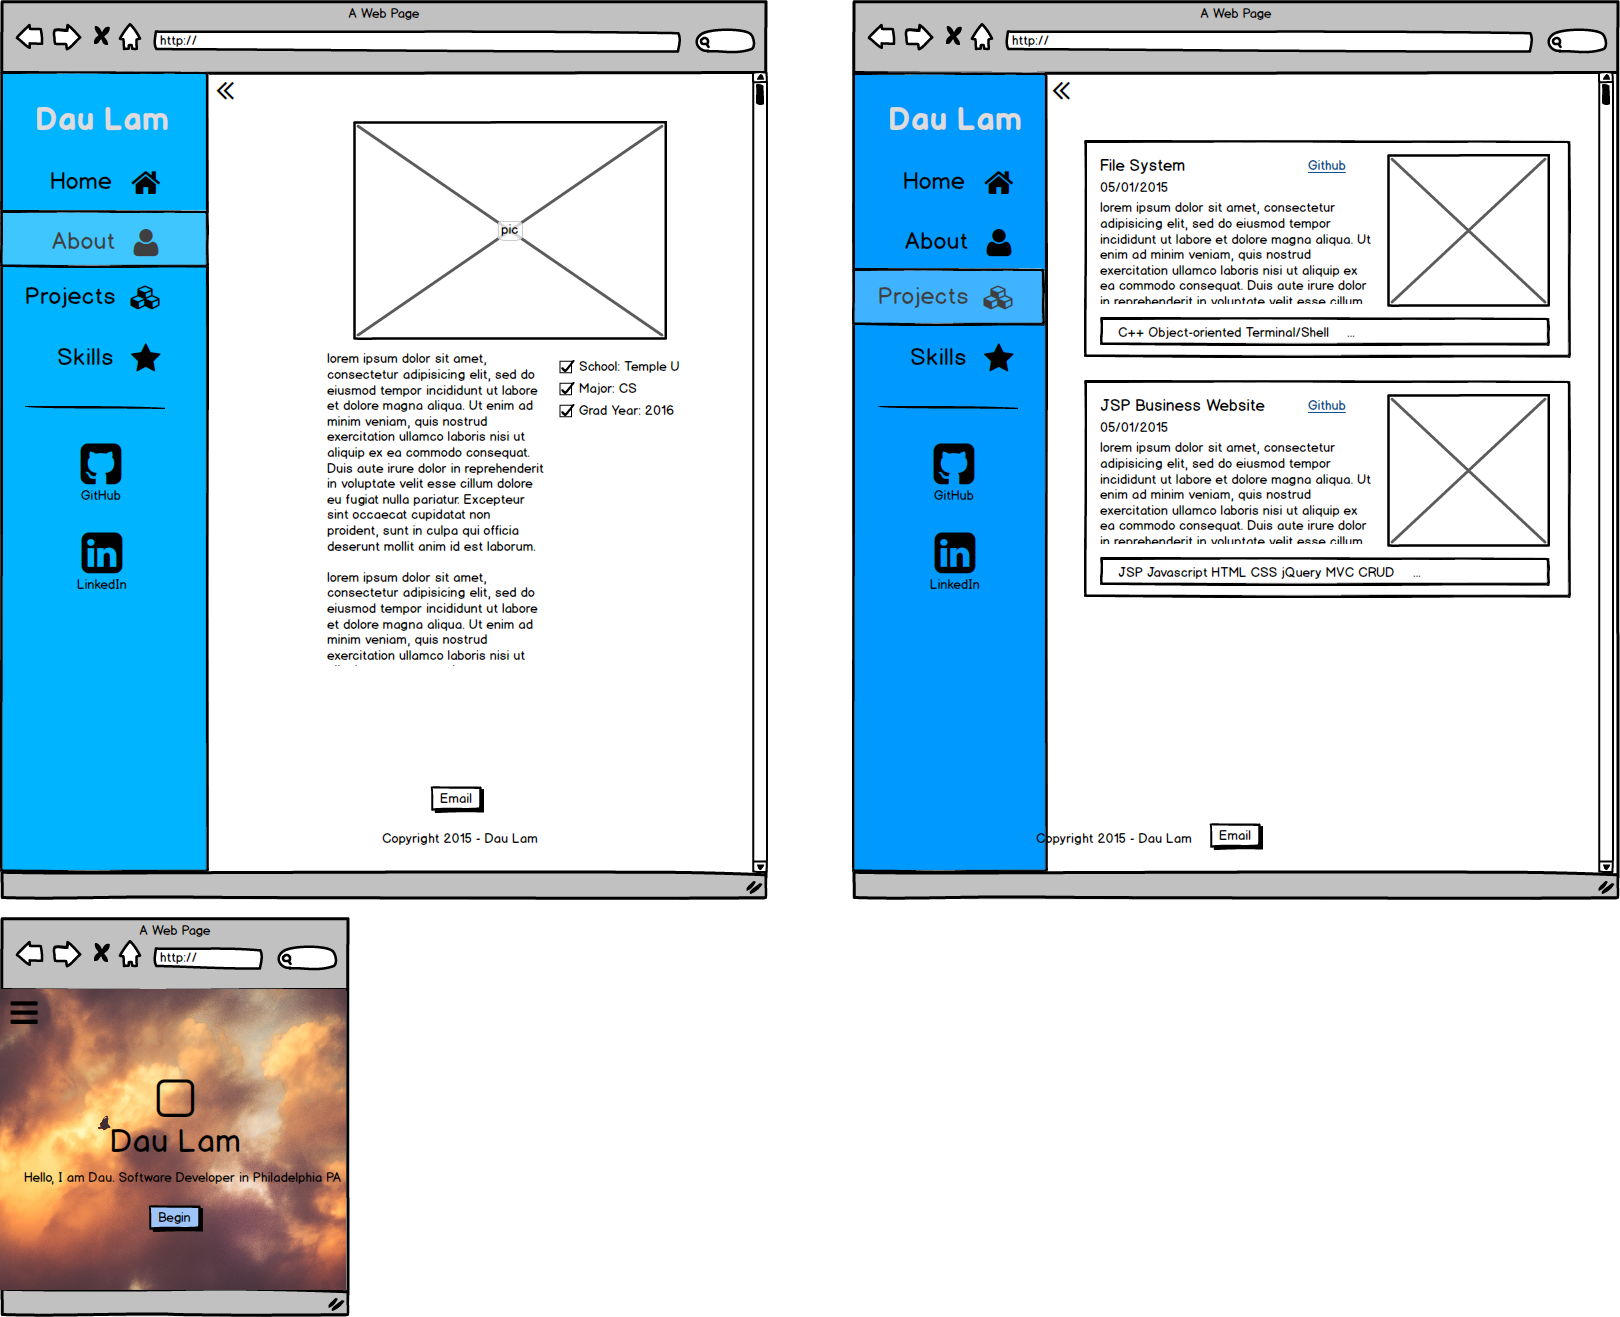 A Web Page
http://
Dau Lam
Home
About
Projects
Skills
GitHub
LinkedIn
pic
lorem ipsum dolor sit amet,
consectetur adipisicing elit, sed do
eiusmod tempor incididunt ut labore
et dolore magna aliqua. Ut enim ad
minim veniam, quis nostrud
exercitation ullamco laboris nisi ut
aliquip ex ea commodo consequat.
Duis aute irure dolor in reprehenderit
in voluptate velit esse cillum dolore
eu fugiat nulla pariatur. Excepteur
sint occaecat cupidatat non
proident, sunt in culpa qui officia
deserunt mollit anim id est laborum.
lorem ipsum dolor sit amet,
consectetur adipisicing elit, sed do
eiusmod tempor incididunt ut labore
et dolore magna aliqua. Ut enim ad
minim veniam, quis nostrud
exercitation ullamco laboris nisi ut
School: Temple U
Major: CS
Grad Year: 2016
Email
Copyright 2015 - Dau Lam
A Web Page
http://
Dau Lam
Home
About
Projects
Skills
GitHub
LinkedIn
File System Github
05/01/2015
lorem ipsum dolor sit amet, consectetur
adipisicing elit, sed do eiusmod tempor
incididunt ut labore et dolore magna aliqua. Ut
enim ad minim veniam, quis nostrud
exercitation ullamco laboris nisi ut aliquip ex
ea commodo consequat. Duis aute irure dolor
in reprehenderit in voluptate velit esse cillum
C++ Object-oriented Terminal/Shell ...
JSP Business Website Github
05/01/2015
lorem ipsum dolor sit amet, consectetur
adipisicing elit, sed do eiusmod tempor
incididunt ut labore et dolore magna aliqua. Ut
enim ad minim veniam, quis nostrud
exercitation ullamco laboris nisi ut aliquip ex
ea commodo consequat. Duis aute irure dolor
in reprehenderit in voluptate velit esse cillum
JSP Javascript HTML CSS jQuery MVC CRUD ...
Copyright 2015 - Dau Lam Email
A Web Page
http://
Dau Lam
Hello, I am Dau. Software Developer in Philadelphia PA
Begin